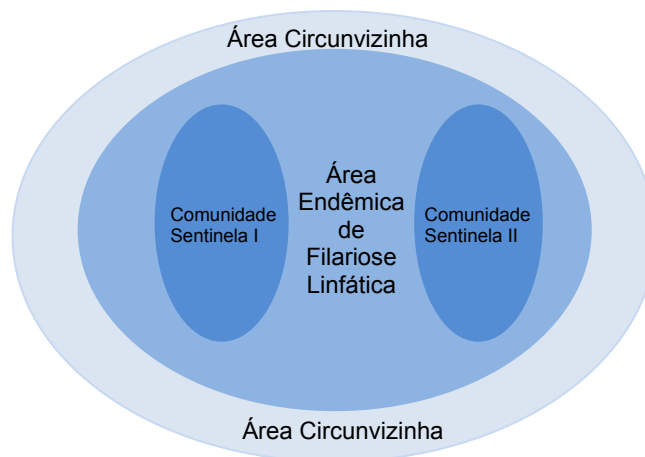 Área Circunvizinha
Área
Endêmica
de
Filariose
Linfática
Comunidade
Sentinela I
Comunidade
Sentinela II
Área Circunvizinha